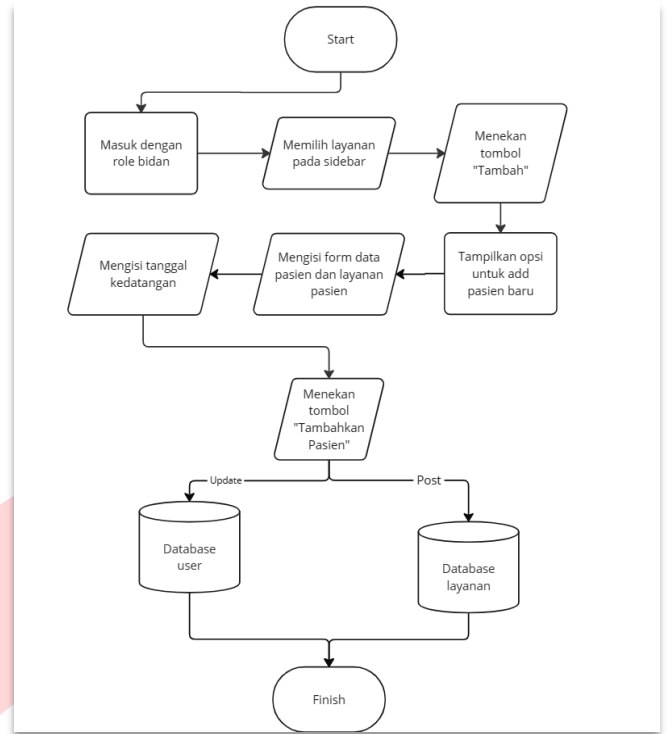 Start
Masuk dengan
role bidan
Memilih layanan
pada sidebar
Menekan
tombol
"Tambah"
Tampilkan opsi
untuk add
pasien baru
Mengisi form data
pasien dan layanan
pasien
Mengisi tanggal
kedatangan
Menekan
tombol
"Tambahkan
Pasien"
Update
Post
Database
user
Database
layanan
Finish